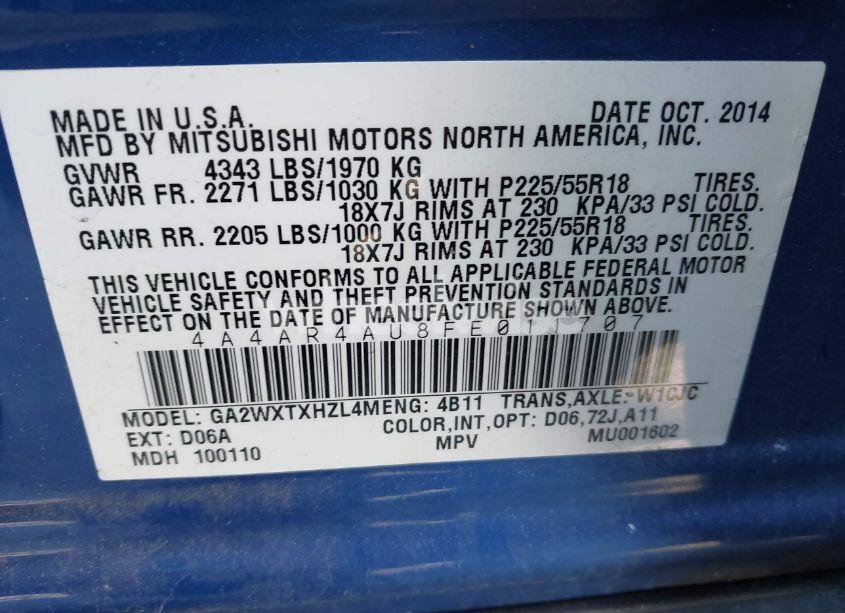 MADE IN U.S.A. DATE OCT. 2014
MFD BY MITSUBISHI MOTORS NORTH AMERICA, INC.
GVWR 4343 LBS/1970 KG
GAWR FR. 2271 LBS/1030 KG WITH P225/55R18 TIRES.
18X7J RIMS AT 230 KPA/33 PSI COLD.
GAWR RR. 2205 LBS/1000 KG WITH P225/55R18 TIRES.
18X7J RIMS AT 230 KPA/33 PSI COLD.
THIS VEHICLE CONFORMS TO ALL APPLICABLE FEDERAL MOTOR
VEHICLE SAFETY AND THEFT PREVENTION STANDARDS IN
EFFECT ON THE DATE OF MANUFACTURE SHOWN ABOVE.
4A4AR4AU8FE011707
MODEL: GA2WXTXHZL4M ENG: 4B11 TRANS,AXLE: W1CJC
EXT: D06A COLOR,INT,OPT: D06,72J,A11
MDH 100110 MPV MU001602